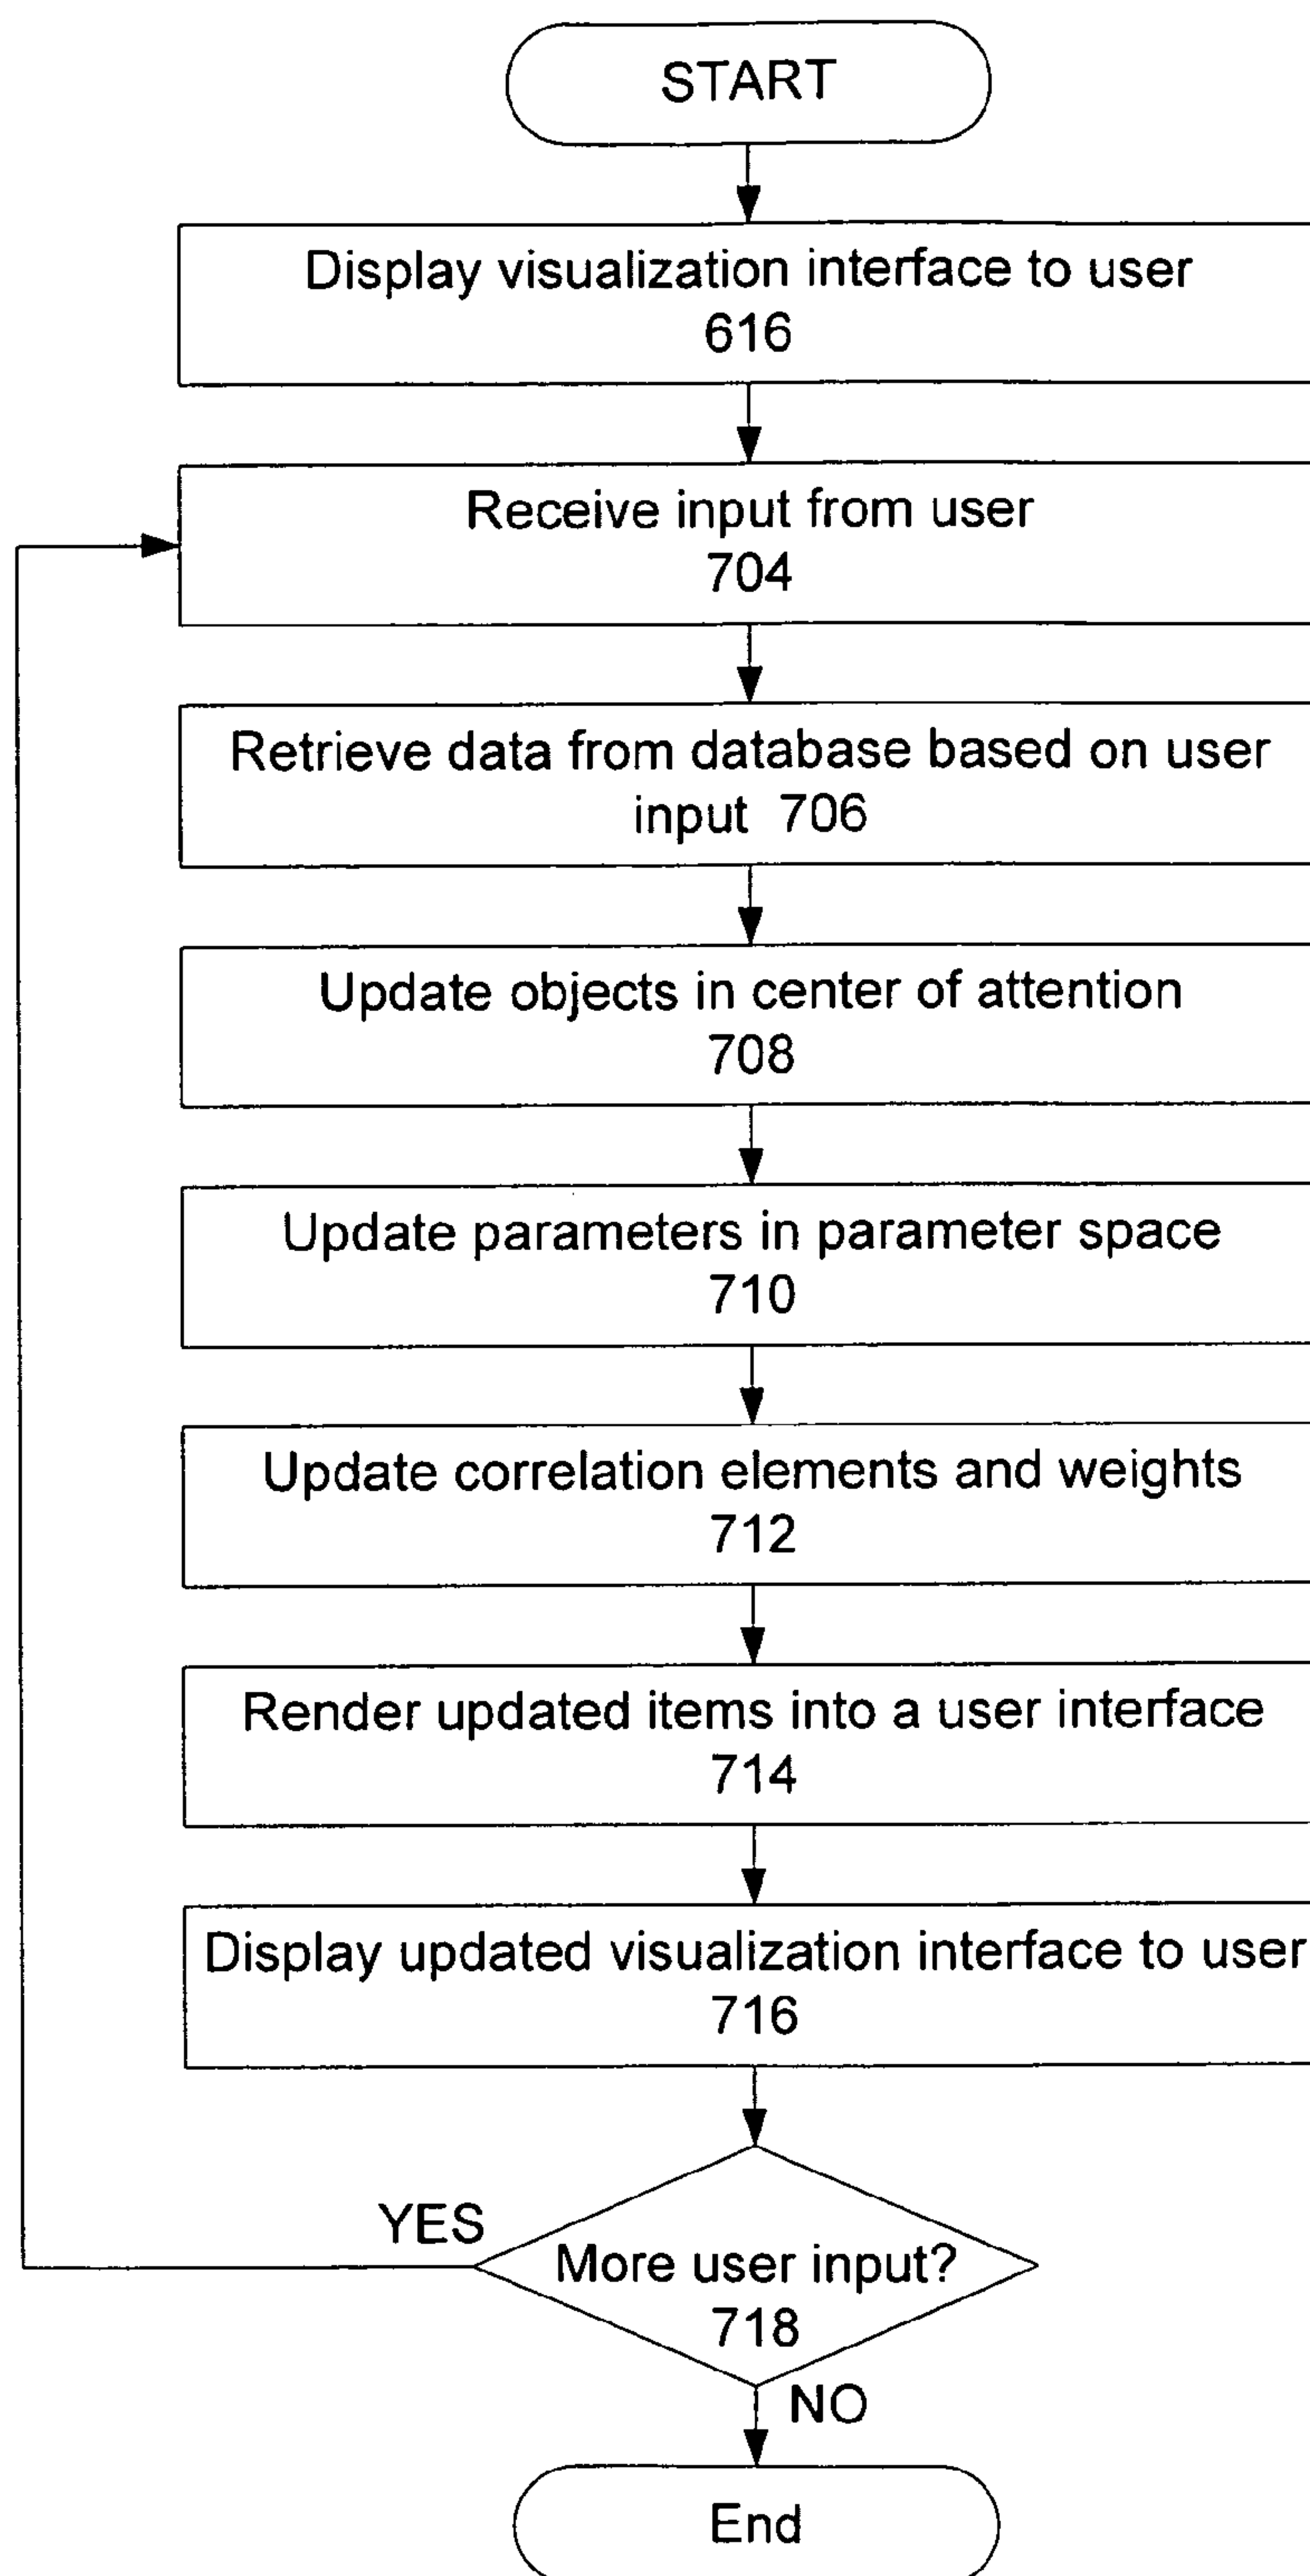 START
Display visualization interface to user
616
Receive input from user
704
Retrieve data from database based on user
input 706
Update objects in center of attention
708
Update parameters in parameter space
710
Update correlation elements and weights
712
Render updated items into a user interface
714
Display updated visualization interface to user
716
YES
More user input?
718
NO
End